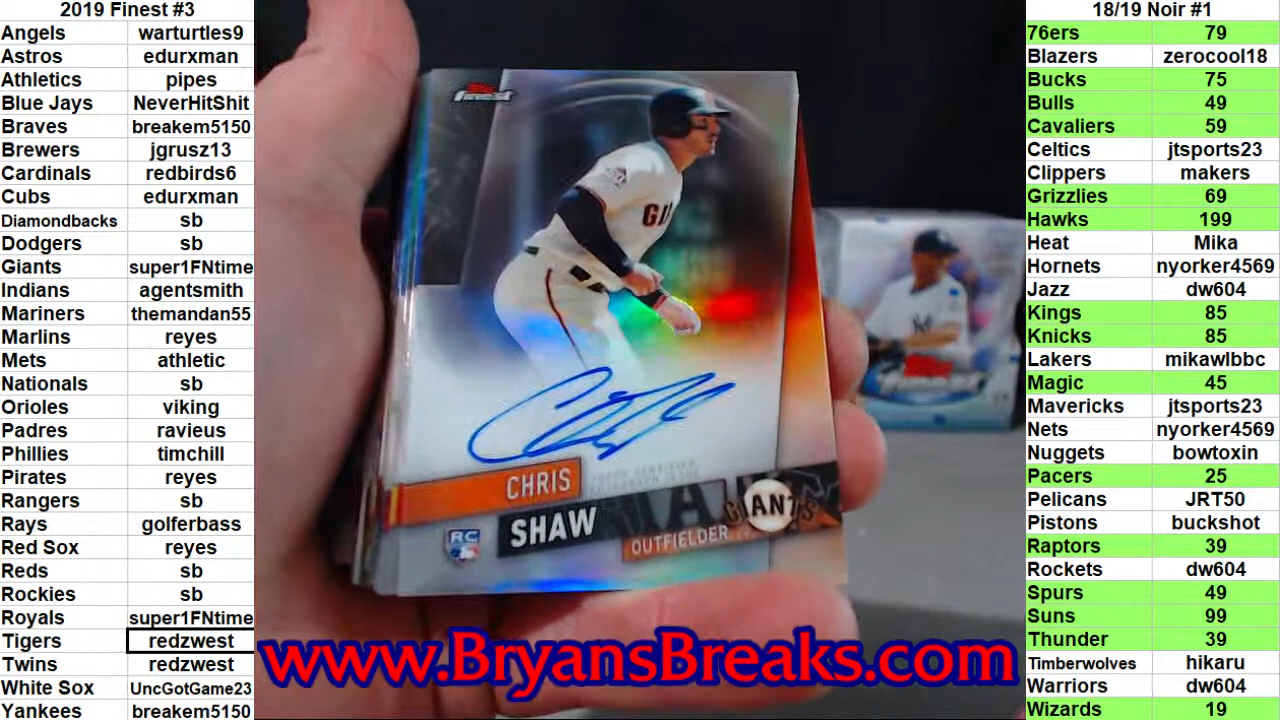 2019 Finest #3
Angels warturtles9
Astros edurxman
Athletics pipes
Blue Jays NeverHitShit
Braves breakem5150
Brewers jgrusz13
Cardinals redbirds6
Cubs edurxman
Diamondbacks sb
Dodgers sb
Giants super1FNtime
Indians agentsmith
Mariners themandan55
Marlins reyes
Mets athletic
Nationals sb
Orioles viking
Padres ravieus
Phillies timchill
Pirates reyes
Rangers sb
Rays golferbass
Red Sox reyes
Reds sb
Rockies sb
Royals super1FNtime
Tigers redzwest
Twins redzwest
White Sox UncGotGame23
Yankees breakem5150
Topps
finest
GI
CHRIS
SHAW
RC
OUTFIELDER
GIANTS
finest
www.BryansBreaks.com
18/19 Noir #1
76ers 79
Blazers zerocool18
Bucks 75
Bulls 49
Cavaliers 59
Celtics jtsports23
Clippers makers
Grizzlies 69
Hawks 199
Heat Mika
Hornets nyorker4569
Jazz dw604
Kings 85
Knicks 85
Lakers mikawlbbc
Magic 45
Mavericks jtsports23
Nets nyorker4569
Nuggets bowtoxin
Pacers 25
Pelicans JRT50
Pistons buckshot
Raptors 39
Rockets dw604
Spurs 49
Suns 99
Thunder 39
Timberwolves hikaru
Warriors dw604
Wizards 19